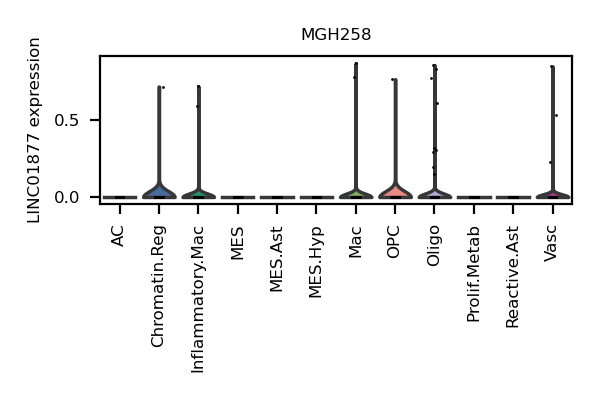 MGH258
LINC01877 expression
0.5
0.0
AC
Chromatin.Reg
Inflammatory.Mac
MES
MES.Ast
MES.Hyp
Mac
OPC
Oligo
Prolif.Metab
Reactive.Ast
Vasc